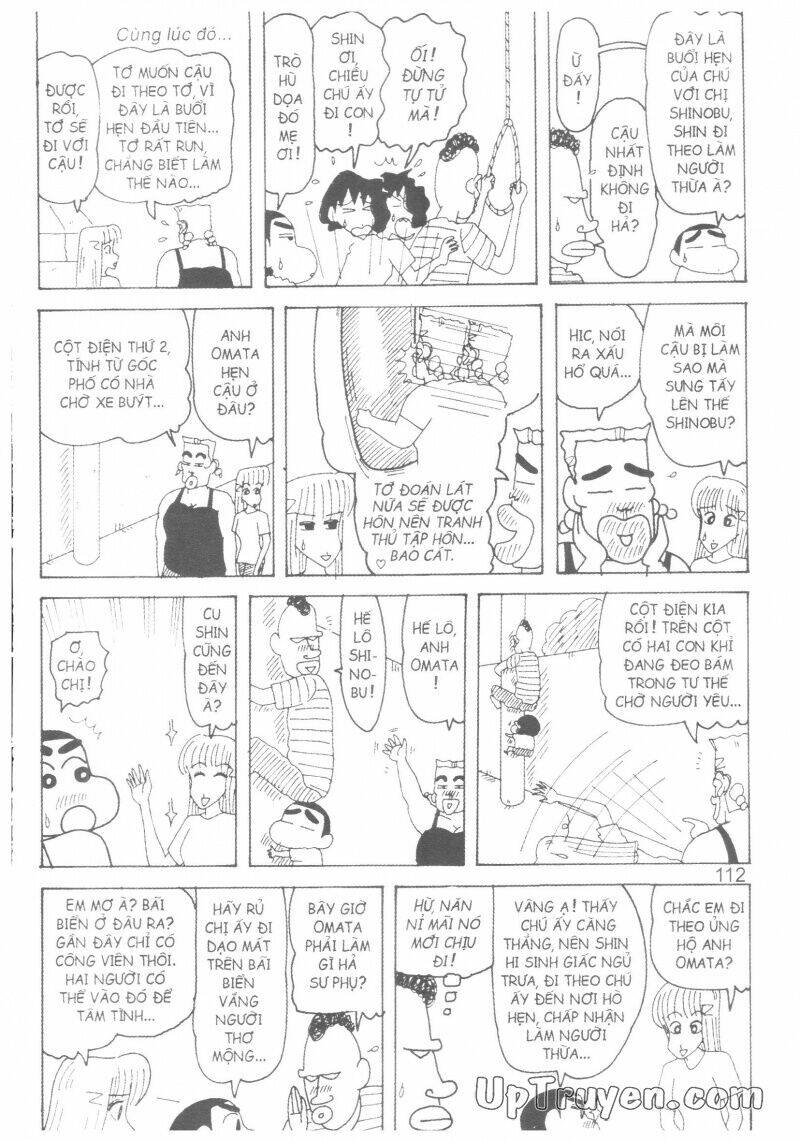 ĐÂY LÀ
BUỔI HẸN
CỦA CHÚ
VỚI CHỊ
SHINOBU,
SHIN ĐI
THEO LÀM
NGƯỜI
THỪA À?
Ừ
ĐẤY!
CẬU
NHẤT
ĐỊNH
KHÔNG
ĐI
HẢ?
ỐI!
ĐỪNG
TỰ TỬ
MÀ!
SHIN
ƠI,
CHIỀU
CHÚ ẤY
ĐI CON
!
TRÒ
HÙ
DỌA
ĐÓ
MẸ
ƠI!
Cùng lúc đó...
TỚ MUỐN CẬU
ĐI THEO TỚ, VÌ
ĐÂY LÀ BUỔI
HẸN ĐẦU TIÊN...
TỚ RẤT RUN,
CHẲNG BIẾT LÀM
THẾ NÀO...
ĐƯỢC
RỒI,
TỚ SẼ
ĐI VỚI
CẬU!
MÀ MÔI
CẬU BỊ LÀM
SAO MÀ
SƯNG TẤY
LÊN THẾ
SHINOBU?
HIC, NÓI
RA XẤU
HỔ QUÁ...
TỚ ĐOÁN LÁT
NỮA SẼ ĐƯỢC
HÔN NÊN TRANH
THỦ TẬP HÔN...
♡ BAO CÁT.
ANH
OMATA
HẸN
CẬU Ở
ĐÂU?
CỘT ĐIỆN THỨ 2,
TÍNH TỪ GÓC
PHỐ CÓ NHÀ
CHỜ XE BUÝT...
CỘT ĐIỆN KIA
RỒI! TRÊN CỘT
CÓ HAI CON KHỈ
ĐANG ĐEO BÁM
TRONG TƯ THẾ
CHỜ NGƯỜI YÊU...
HẾ LÔ,
ANH
OMATA!
HẾ
LÔ
SHI-
NO-
BU!
CU
SHIN
CŨNG
ĐẾN
ĐÂY
À?
Ơ,
CHÀO
CHỊ!
112
CHẮC EM ĐI
THEO ỦNG
HỘ ANH
OMATA?
VÂNG Ạ! THẤY
CHÚ ẤY CĂNG
THẲNG, NÊN SHIN
HI SINH GIẤC NGỦ
TRƯA, ĐI THEO CHÚ
ẤY ĐẾN NƠI HÒ
HẸN, CHẤP NHẬN
LÀM NGƯỜI
THỪA...
HỪ NĂN
NỈ MÃI NÓ
MỚI CHỊU
ĐI!
BÂY GIỜ
OMATA
PHẢI LÀM
GÌ HẢ
SƯ PHỤ?
HÃY RỦ
CHỊ ẤY ĐI
DẠO MÁT
TRÊN BÃI
BIỂN
VẮNG
NGƯỜI
THƠ
MỘNG...
EM MƠ À? BÃI
BIỂN Ở ĐÂU RA?
GẦN ĐÂY CHỈ CÓ
CÔNG VIÊN THÔI.
HAI NGƯỜI CÓ
THỂ VÀO ĐÓ ĐỂ
TÂM TÌNH...
UpTruyen.com